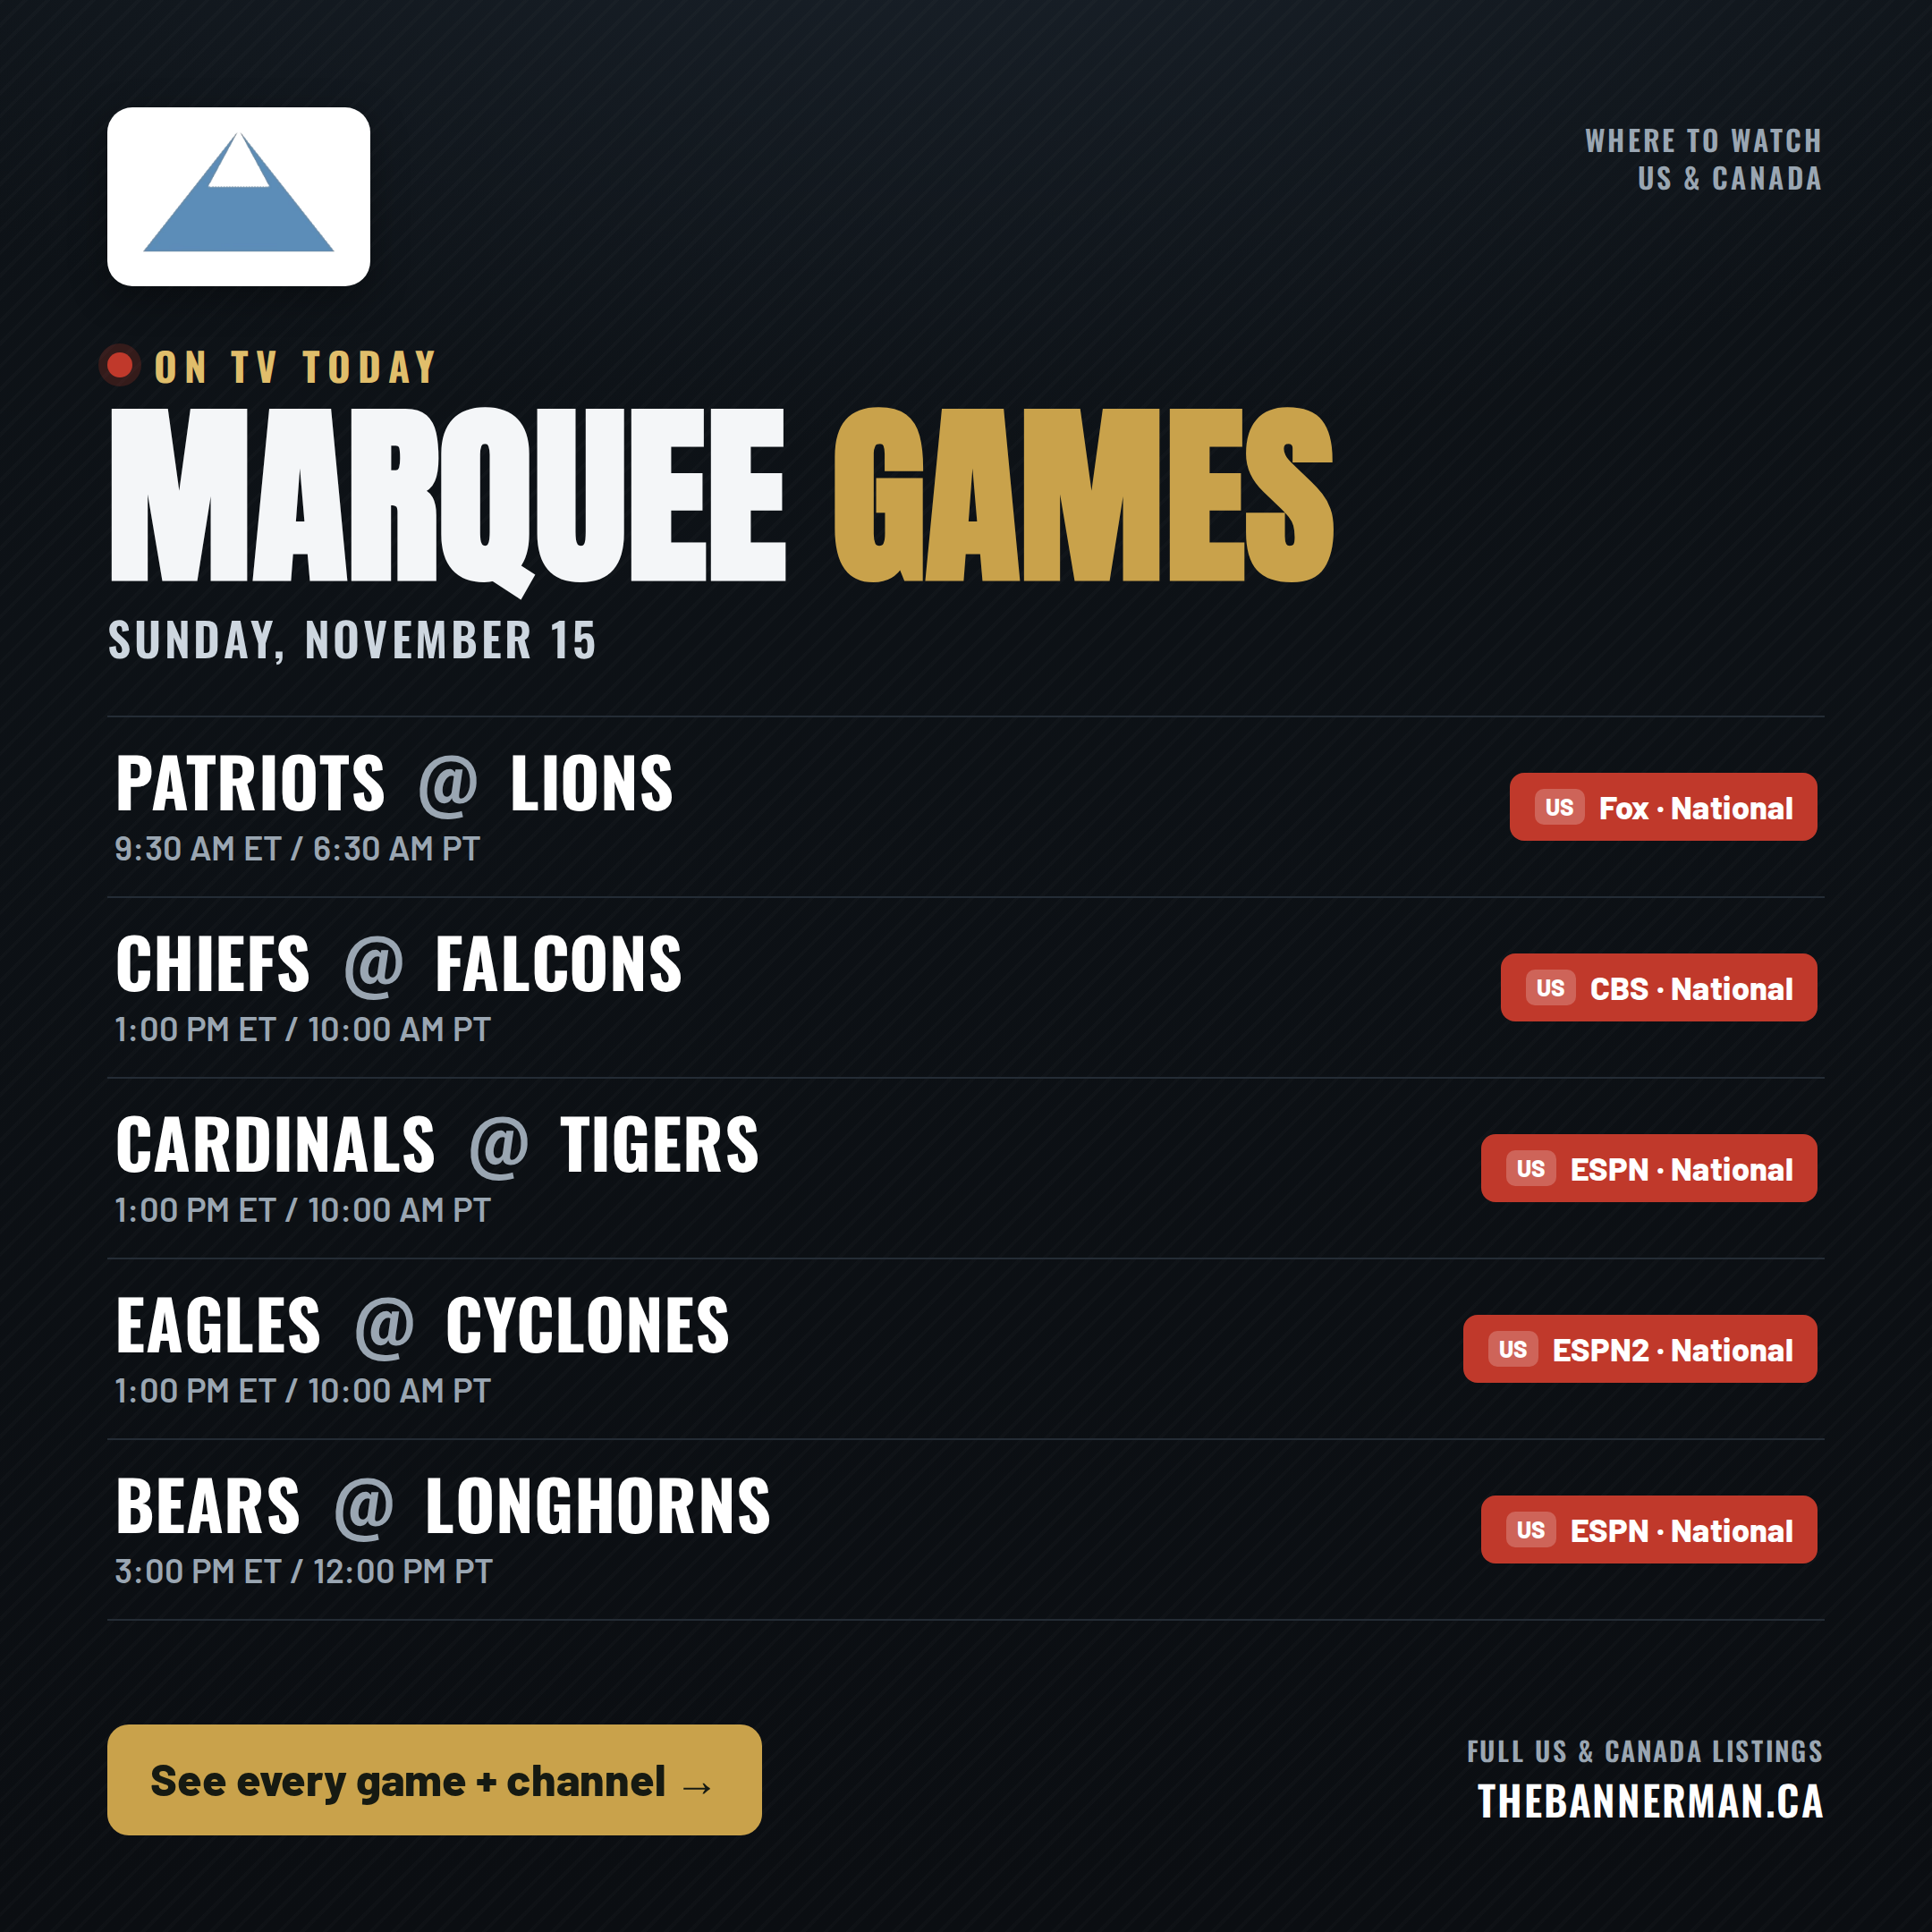 WHERE TO WATCH
US & CANADA
ON TV TODAY
MARQUEE GAMES
SUNDAY, NOVEMBER 15
PATRIOTS @ LIONS
9:30 AM ET / 6:30 AM PT
US Fox · National
CHIEFS @ FALCONS
1:00 PM ET / 10:00 AM PT
US CBS · National
CARDINALS @ TIGERS
1:00 PM ET / 10:00 AM PT
US ESPN · National
EAGLES @ CYCLONES
1:00 PM ET / 10:00 AM PT
US ESPN2 · National
BEARS @ LONGHORNS
3:00 PM ET / 12:00 PM PT
US ESPN · National
See every game + channel →
FULL US & CANADA LISTINGS
THEBANNERMAN.CA